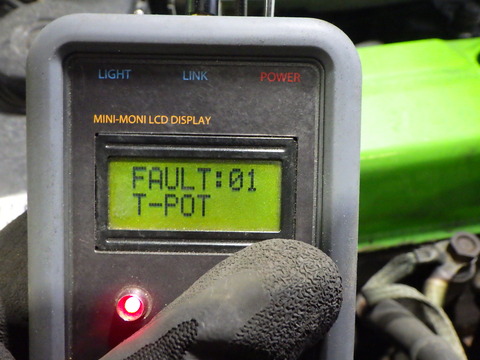 LIGHT LINK POWER
MINI-MONI LCD DISPLAY
FAULT:01
T-POT